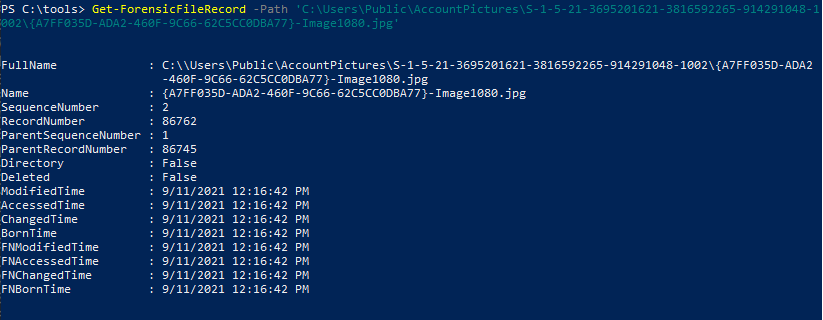 PS C:\tools> Get-ForensicFileRecord -Path 'C:\Users\Public\AccountPictures\S-1-5-21-3695201621-3816592265-914291048-1
002\{A7FF035D-ADA2-460F-9C66-62C5CC0DBA77}-Image1080.jpg'
FullName : C:\\Users\Public\AccountPictures\S-1-5-21-3695201621-3816592265-914291048-1002\{A7FF035D-ADA2
-460F-9C66-62C5CC0DBA77}-Image1080.jpg
Name : {A7FF035D-ADA2-460F-9C66-62C5CC0DBA77}-Image1080.jpg
SequenceNumber : 2
RecordNumber : 86762
ParentSequenceNumber : 1
ParentRecordNumber : 86745
Directory : False
Deleted : False
ModifiedTime : 9/11/2021 12:16:42 PM
AccessedTime : 9/11/2021 12:16:42 PM
ChangedTime : 9/11/2021 12:16:42 PM
BornTime : 9/11/2021 12:16:42 PM
FNModifiedTime : 9/11/2021 12:16:42 PM
FNAccessedTime : 9/11/2021 12:16:42 PM
FNChangedTime : 9/11/2021 12:16:42 PM
FNBornTime : 9/11/2021 12:16:42 PM